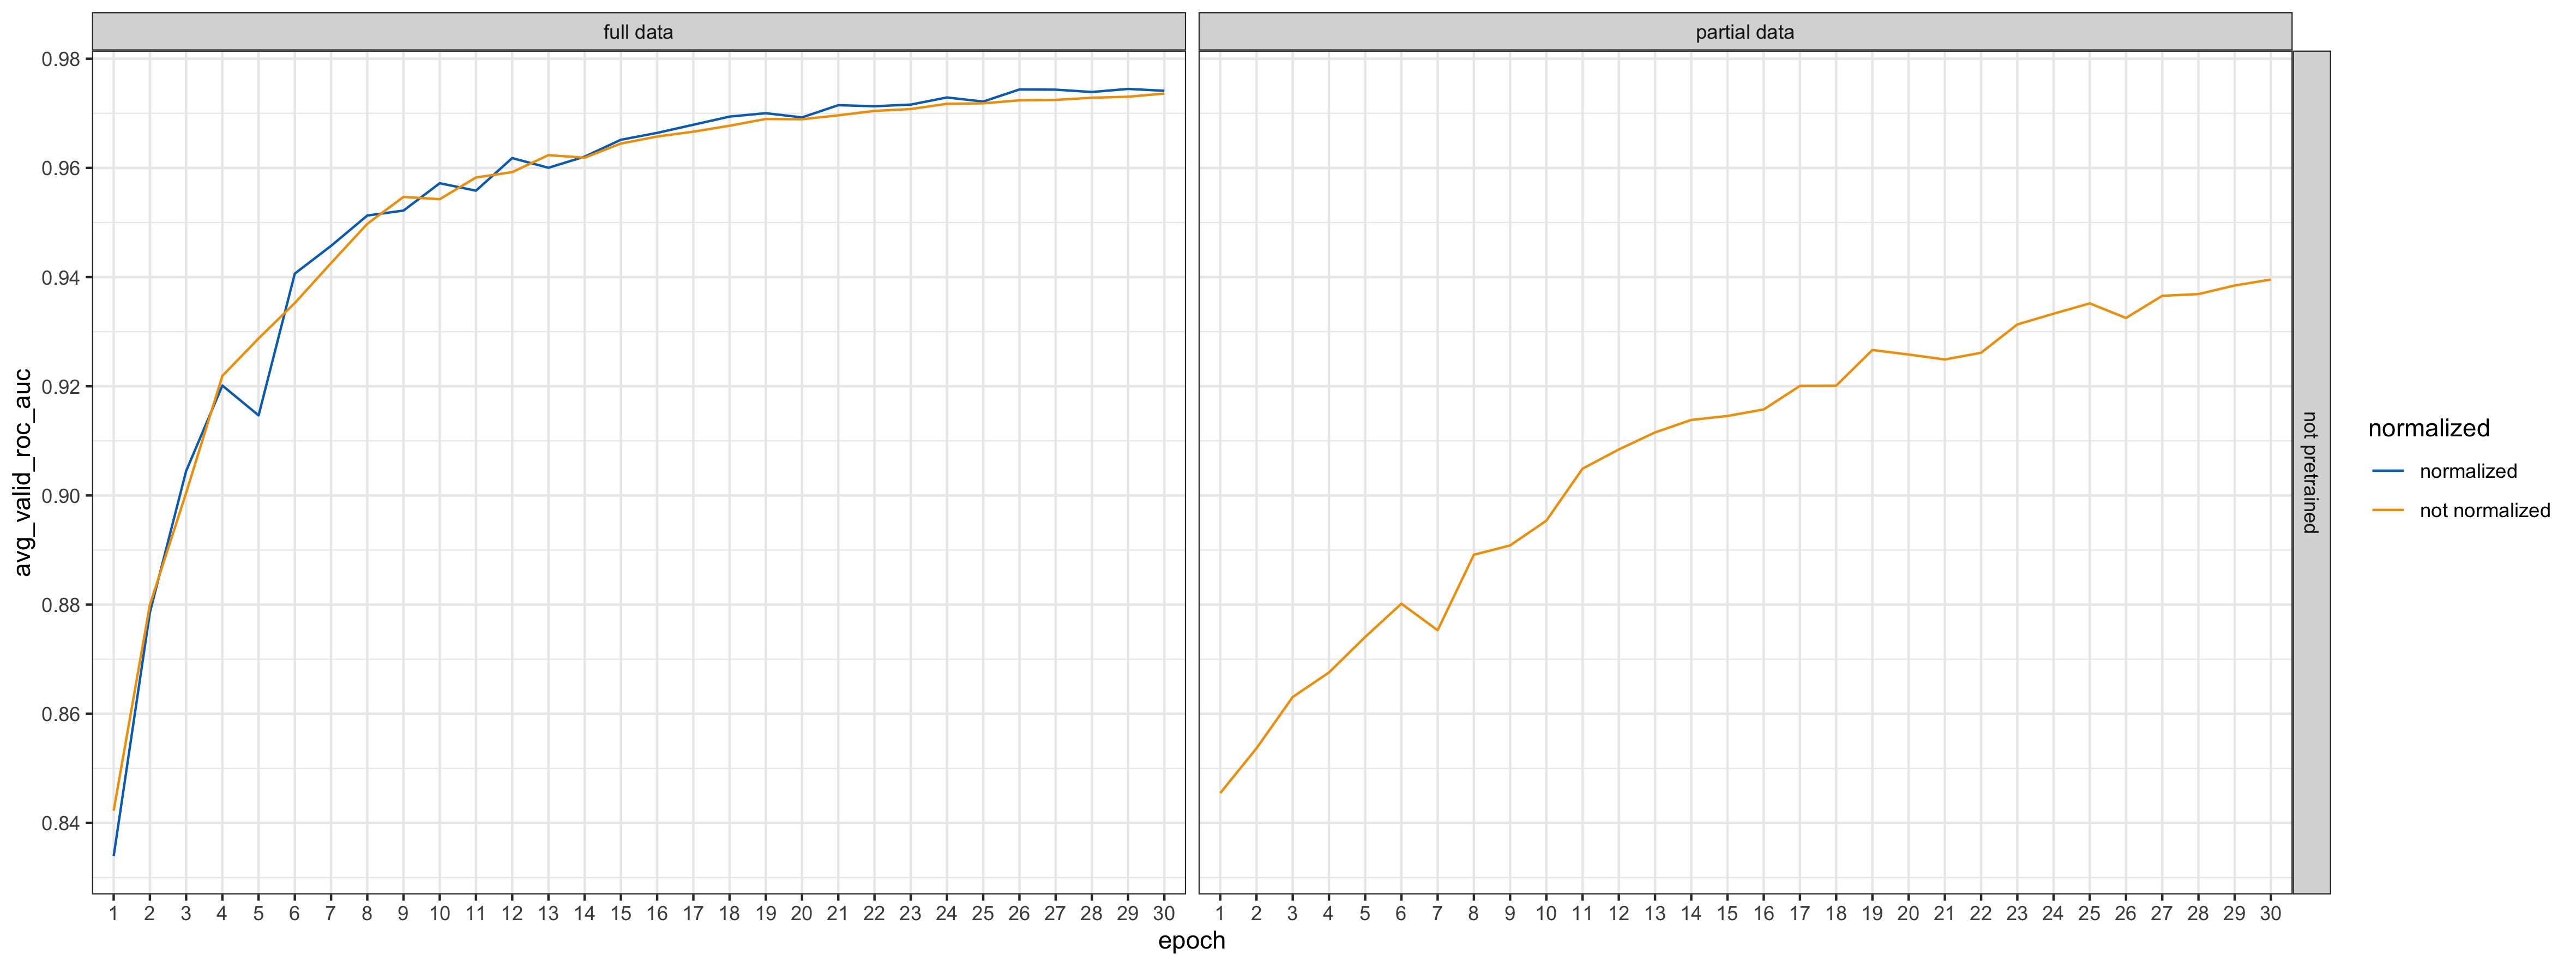 full data
partial data
avg_valid_roc_auc
0.98
0.96
0.94
0.92
0.90
0.88
0.86
0.84
1 2 3 4 5 6 7 8 9 10 11 12 13 14 15 16 17 18 19 20 21 22 23 24 25 26 27 28 29 30
1 2 3 4 5 6 7 8 9 10 11 12 13 14 15 16 17 18 19 20 21 22 23 24 25 26 27 28 29 30
epoch
not pretrained
normalized
normalized
not normalized